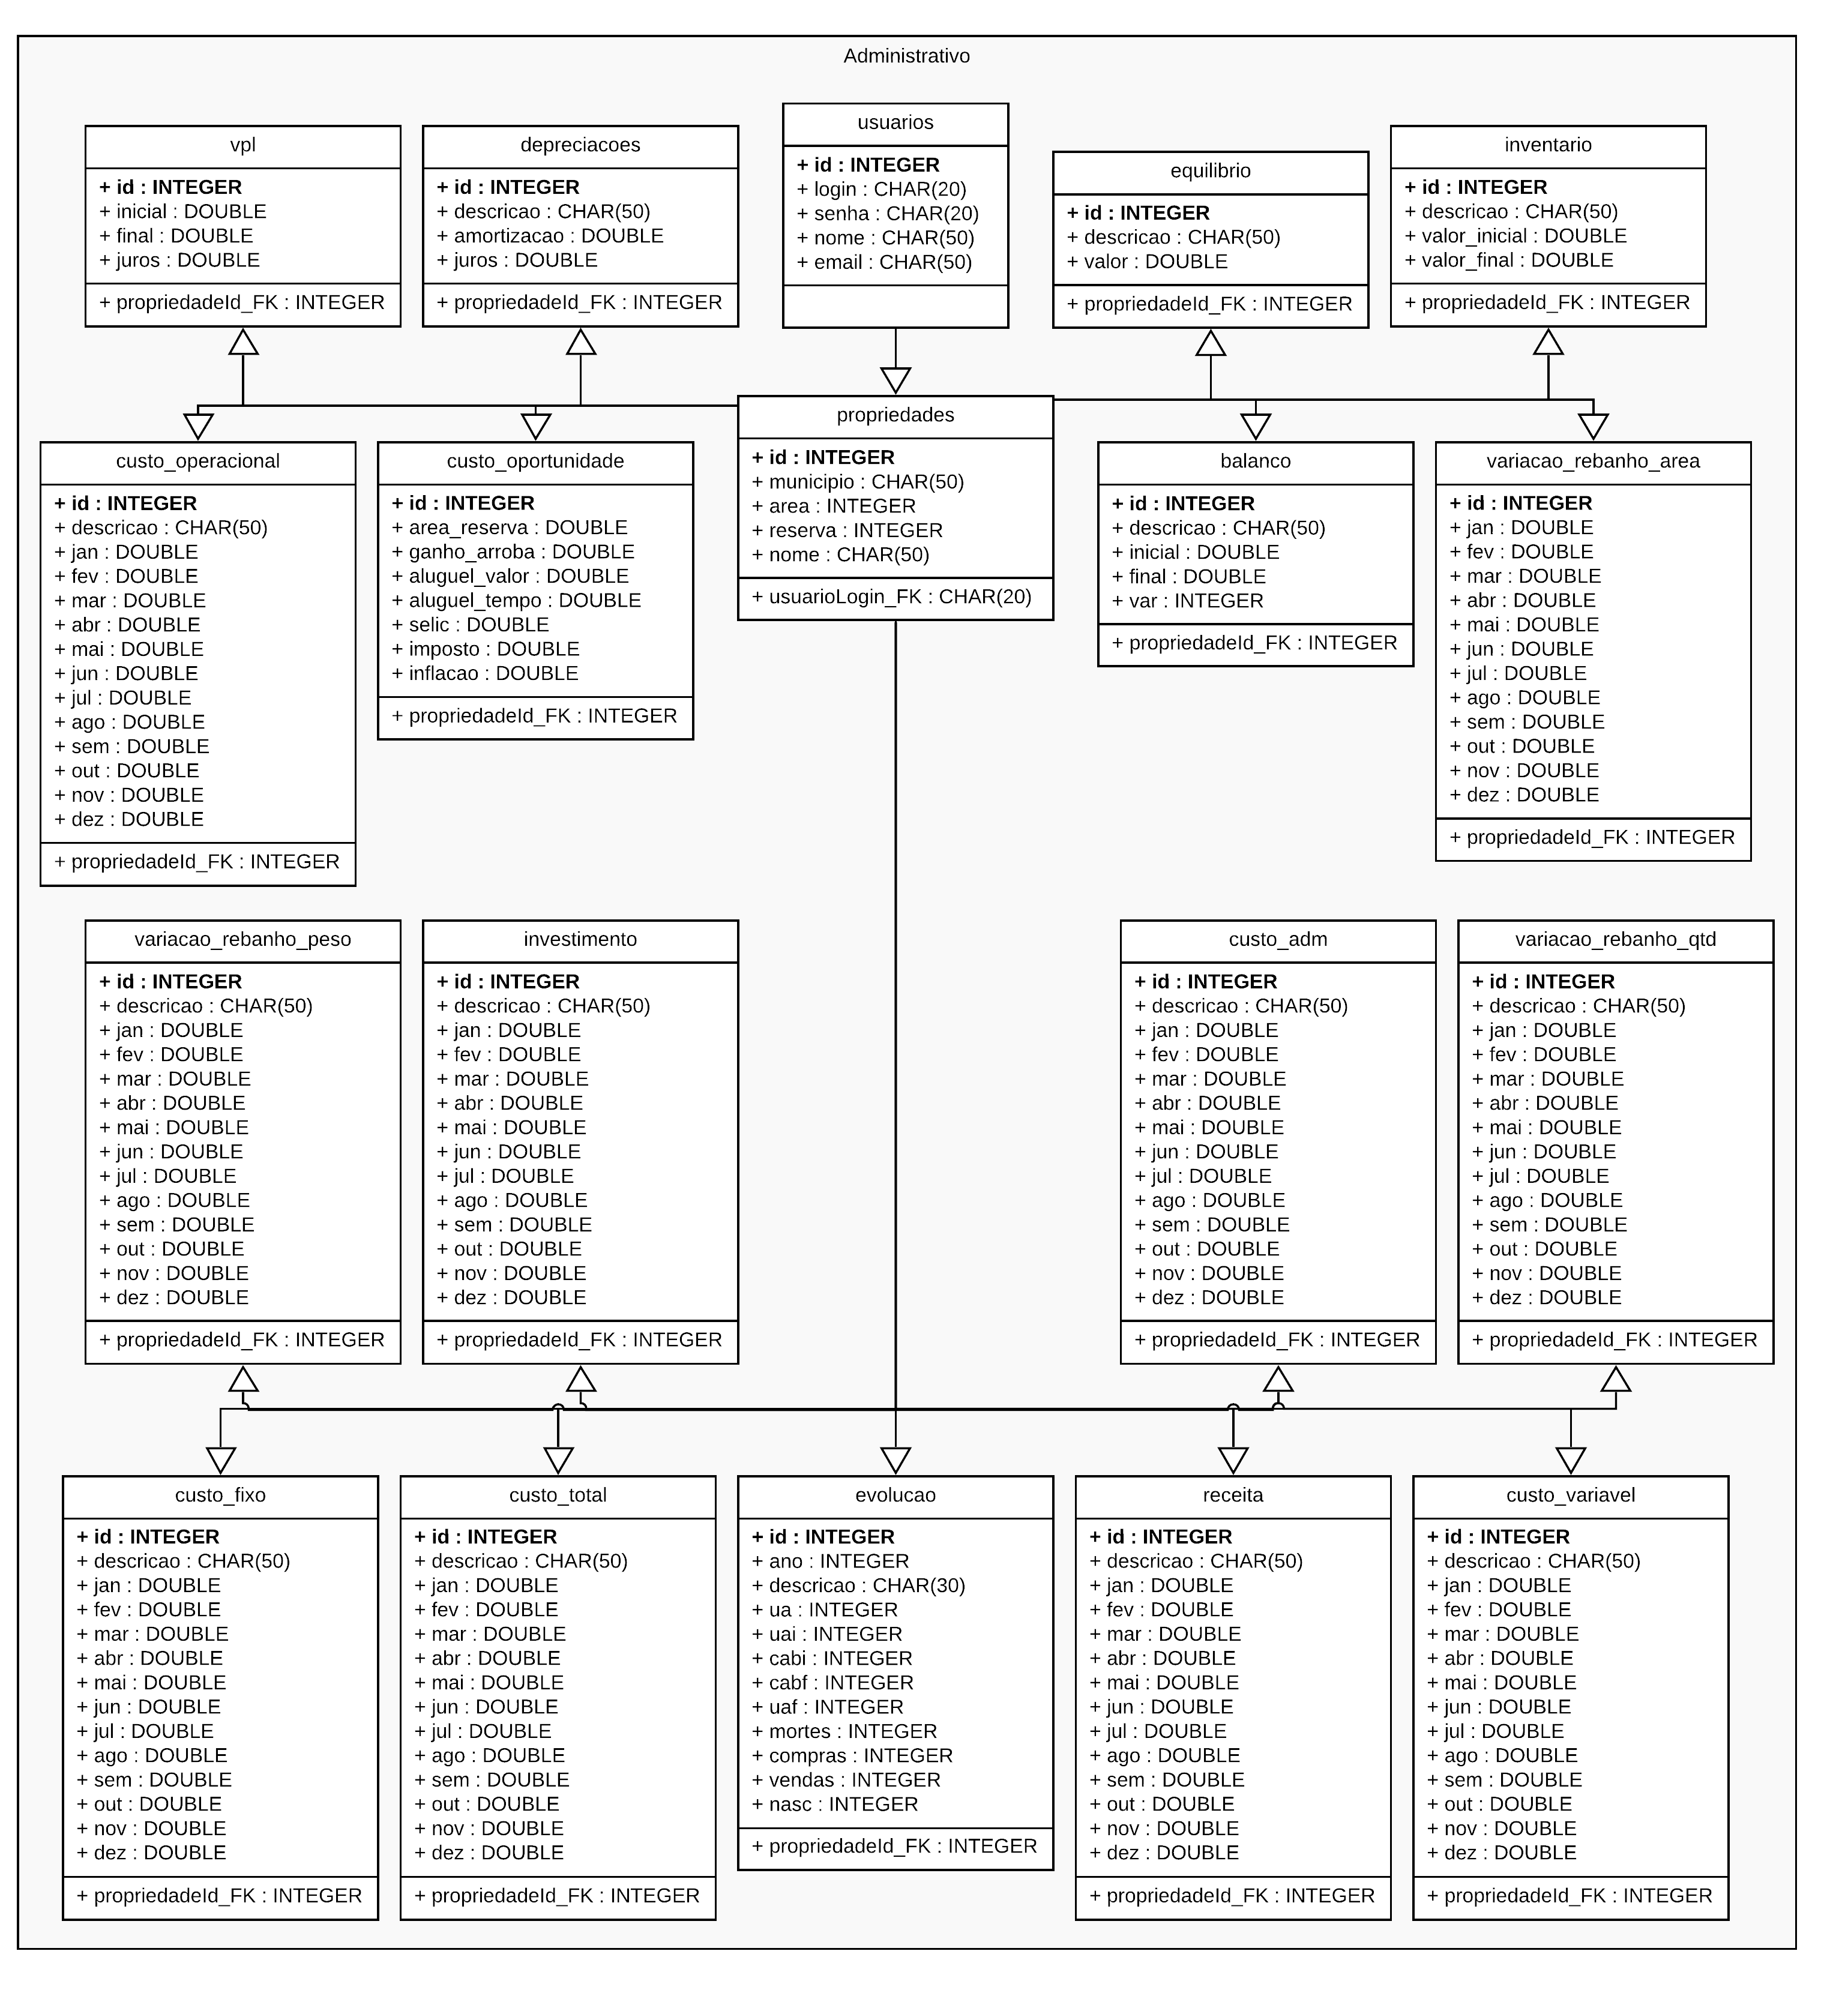 Administrativo
vpl
+ id : INTEGER
+ inicial : DOUBLE
+ final : DOUBLE
+ juros : DOUBLE
+ propriedadeId_FK : INTEGER
depreciacoes
+ id : INTEGER
+ descricao : CHAR(50)
+ amortizacao : DOUBLE
+ juros : DOUBLE
+ propriedadeId_FK : INTEGER
usuarios
+ id : INTEGER
+ login : CHAR(20)
+ senha : CHAR(20)
+ nome : CHAR(50)
+ email : CHAR(50)
equilibrio
+ id : INTEGER
+ descricao : CHAR(50)
+ valor : DOUBLE
+ propriedadeId_FK : INTEGER
inventario
+ id : INTEGER
+ descricao : CHAR(50)
+ valor_inicial : DOUBLE
+ valor_final : DOUBLE
+ propriedadeId_FK : INTEGER
custo_operacional
+ id : INTEGER
+ descricao : CHAR(50)
+ jan : DOUBLE
+ fev : DOUBLE
+ mar : DOUBLE
+ abr : DOUBLE
+ mai : DOUBLE
+ jun : DOUBLE
+ jul : DOUBLE
+ ago : DOUBLE
+ sem : DOUBLE
+ out : DOUBLE
+ nov : DOUBLE
+ dez : DOUBLE
+ propriedadeId_FK : INTEGER
custo_oportunidade
+ id : INTEGER
+ area_reserva : DOUBLE
+ ganho_arroba : DOUBLE
+ aluguel_valor : DOUBLE
+ aluguel_tempo : DOUBLE
+ selic : DOUBLE
+ imposto : DOUBLE
+ inflacao : DOUBLE
+ propriedadeId_FK : INTEGER
propriedades
+ id : INTEGER
+ municipio : CHAR(50)
+ area : INTEGER
+ reserva : INTEGER
+ nome : CHAR(50)
+ usuarioLogin_FK : CHAR(20)
balanco
+ id : INTEGER
+ descricao : CHAR(50)
+ inicial : DOUBLE
+ final : DOUBLE
+ var : INTEGER
+ propriedadeId_FK : INTEGER
variacao_rebanho_area
+ id : INTEGER
+ jan : DOUBLE
+ fev : DOUBLE
+ mar : DOUBLE
+ abr : DOUBLE
+ mai : DOUBLE
+ jun : DOUBLE
+ jul : DOUBLE
+ ago : DOUBLE
+ sem : DOUBLE
+ out : DOUBLE
+ nov : DOUBLE
+ dez : DOUBLE
+ propriedadeId_FK : INTEGER
variacao_rebanho_peso
+ id : INTEGER
+ descricao : CHAR(50)
+ jan : DOUBLE
+ fev : DOUBLE
+ mar : DOUBLE
+ abr : DOUBLE
+ mai : DOUBLE
+ jun : DOUBLE
+ jul : DOUBLE
+ ago : DOUBLE
+ sem : DOUBLE
+ out : DOUBLE
+ nov : DOUBLE
+ dez : DOUBLE
+ propriedadeId_FK : INTEGER
investimento
+ id : INTEGER
+ descricao : CHAR(50)
+ jan : DOUBLE
+ fev : DOUBLE
+ mar : DOUBLE
+ abr : DOUBLE
+ mai : DOUBLE
+ jun : DOUBLE
+ jul : DOUBLE
+ ago : DOUBLE
+ sem : DOUBLE
+ out : DOUBLE
+ nov : DOUBLE
+ dez : DOUBLE
+ propriedadeId_FK : INTEGER
custo_adm
+ id : INTEGER
+ descricao : CHAR(50)
+ jan : DOUBLE
+ fev : DOUBLE
+ mar : DOUBLE
+ abr : DOUBLE
+ mai : DOUBLE
+ jun : DOUBLE
+ jul : DOUBLE
+ ago : DOUBLE
+ sem : DOUBLE
+ out : DOUBLE
+ nov : DOUBLE
+ dez : DOUBLE
+ propriedadeId_FK : INTEGER
variacao_rebanho_qtd
+ id : INTEGER
+ descricao : CHAR(50)
+ jan : DOUBLE
+ fev : DOUBLE
+ mar : DOUBLE
+ abr : DOUBLE
+ mai : DOUBLE
+ jun : DOUBLE
+ jul : DOUBLE
+ ago : DOUBLE
+ sem : DOUBLE
+ out : DOUBLE
+ nov : DOUBLE
+ dez : DOUBLE
+ propriedadeId_FK : INTEGER
custo_fixo
+ id : INTEGER
+ descricao : CHAR(50)
+ jan : DOUBLE
+ fev : DOUBLE
+ mar : DOUBLE
+ abr : DOUBLE
+ mai : DOUBLE
+ jun : DOUBLE
+ jul : DOUBLE
+ ago : DOUBLE
+ sem : DOUBLE
+ out : DOUBLE
+ nov : DOUBLE
+ dez : DOUBLE
+ propriedadeId_FK : INTEGER
custo_total
+ id : INTEGER
+ descricao : CHAR(50)
+ jan : DOUBLE
+ fev : DOUBLE
+ mar : DOUBLE
+ abr : DOUBLE
+ mai : DOUBLE
+ jun : DOUBLE
+ jul : DOUBLE
+ ago : DOUBLE
+ sem : DOUBLE
+ out : DOUBLE
+ nov : DOUBLE
+ dez : DOUBLE
+ propriedadeId_FK : INTEGER
evolucao
+ id : INTEGER
+ ano : INTEGER
+ descricao : CHAR(30)
+ ua : INTEGER
+ uai : INTEGER
+ cabi : INTEGER
+ cabf : INTEGER
+ uaf : INTEGER
+ mortes : INTEGER
+ compras : INTEGER
+ vendas : INTEGER
+ nasc : INTEGER
+ propriedadeId_FK : INTEGER
receita
+ id : INTEGER
+ descricao : CHAR(50)
+ jan : DOUBLE
+ fev : DOUBLE
+ mar : DOUBLE
+ abr : DOUBLE
+ mai : DOUBLE
+ jun : DOUBLE
+ jul : DOUBLE
+ ago : DOUBLE
+ sem : DOUBLE
+ out : DOUBLE
+ nov : DOUBLE
+ dez : DOUBLE
+ propriedadeId_FK : INTEGER
custo_variavel
+ id : INTEGER
+ descricao : CHAR(50)
+ jan : DOUBLE
+ fev : DOUBLE
+ mar : DOUBLE
+ abr : DOUBLE
+ mai : DOUBLE
+ jun : DOUBLE
+ jul : DOUBLE
+ ago : DOUBLE
+ sem : DOUBLE
+ out : DOUBLE
+ nov : DOUBLE
+ dez : DOUBLE
+ propriedadeId_FK : INTEGER